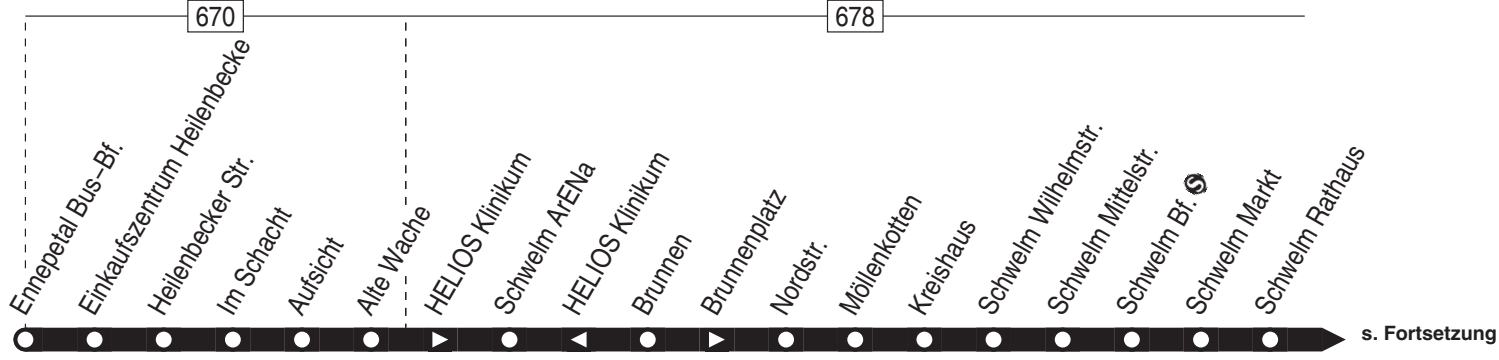 670
678
Ennepetal Bus–Bf.
Einkaufszentrum Heilenbecke
Heilenbecker Str.
Im Schacht
Aufsicht
Alte Wache
HELIOS Klinikum
Schwelm ArENa
HELIOS Klinikum
Brunnen
Brunnenplatz
Nordstr.
Möllenkotten
Kreishaus
Schwelm Wilhelmstr.
Schwelm Mittelstr.
Schwelm Bf. S
Schwelm Markt
Schwelm Rathaus
s. Fortsetzung